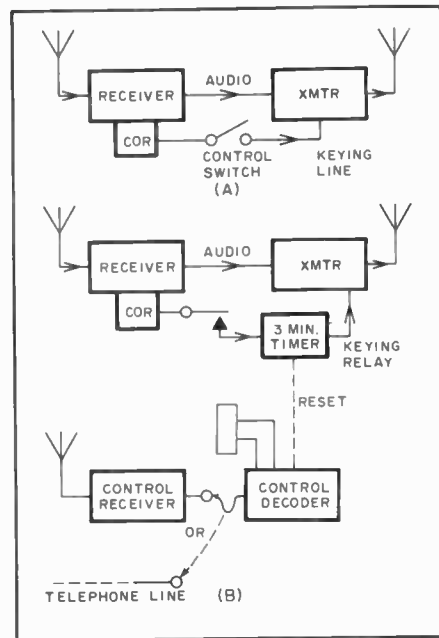 AUDIO
RECEIVER
XMTR
COR
CONTROL
SWITCH
KEYING
LINE
(A)
AUDIO
RECEIVER
XMTR
COR
3 MIN.
TIMER
KEYING
RELAY
RESET
CONTROL
RECEIVER
CONTROL
DECODER
OR
TELEPHONE LINE
(B)